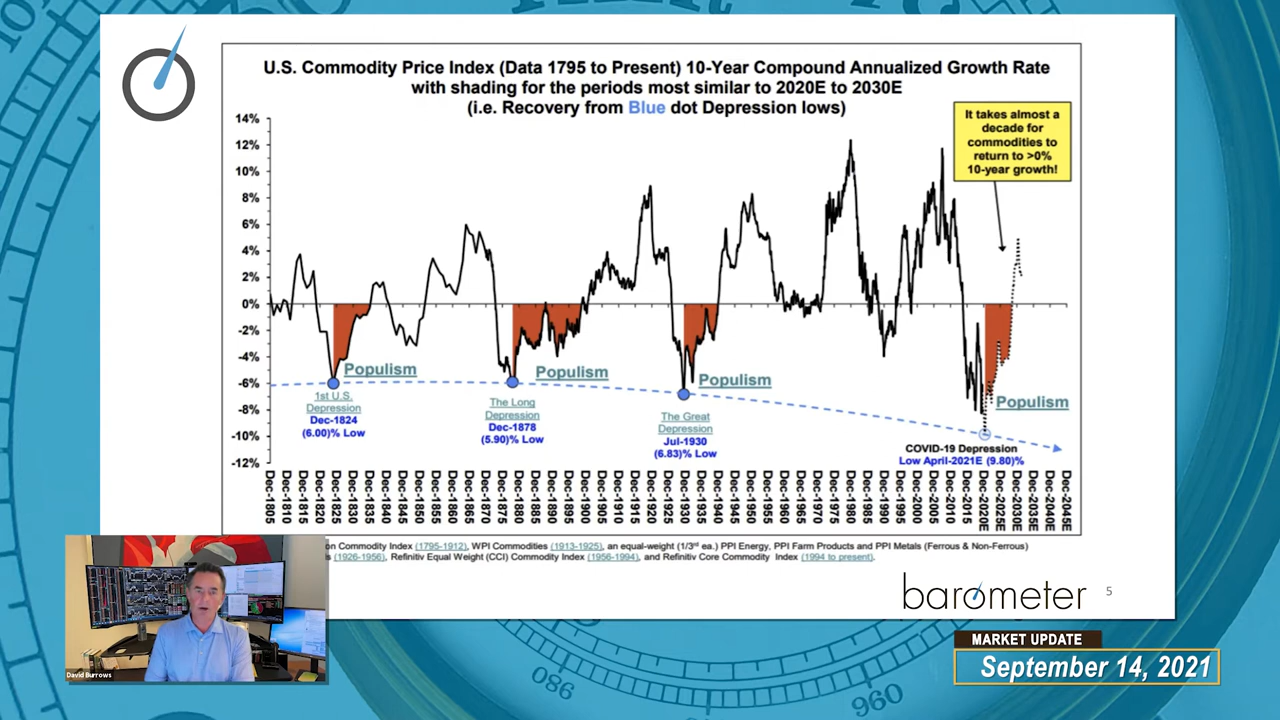 U.S. Commodity Price Index (Data 1795 to Present) 10-Year Compound Annualized Growth Rate
with shading for the periods most similar to 2020E to 2030E
(i.e. Recovery from Blue dot Depression lows)
It takes almost a
decade for
commodities to
return to >0%
10-year growth!
14%
12%
10%
8%
6%
4%
2%
0%
-2%
-4%
-6%
-8%
-10%
-12%
Populism
1st U.S.
Depression
Dec-1824
(6.00)% Low
Populism
The Long
Depression
Dec-1878
(5.90)% Low
Populism
The Great
Depression
Jul-1930
(6.83)% Low
Populism
COVID-19 Depression
Low April-2021E (9.80)%
Dec-1805
Dec-1810
Dec-1815
Dec-1820
Dec-1825
Dec-1830
Dec-1835
Dec-1840
Dec-1845
Dec-1850
Dec-1855
Dec-1860
Dec-1865
Dec-1870
Dec-1875
Dec-1880
Dec-1885
Dec-1890
Dec-1895
Dec-1900
Dec-1905
Dec-1910
Dec-1915
Dec-1920
Dec-1925
Dec-1930
Dec-1935
Dec-1940
Dec-1945
Dec-1950
Dec-1955
Dec-1960
Dec-1965
Dec-1970
Dec-1975
Dec-1980
Dec-1985
Dec-1990
Dec-1995
Dec-2000
Dec-2005
Dec-2010
Dec-2015
Dec-2020E
Dec-2025E
Dec-2030E
Dec-2035E
Dec-2040E
Dec-2045E
on Commodity Index (1795-1912), WPI Commodities (1913-1925), an equal-weight (1/3rd ea.) PPI Energy, PPI Farm Products and PPI Metals (Ferrous & Non-Ferrous)
s (1926-1956), Refinitiv Equal Weight (CCI) Commodity Index (1956-1994), and Refinitiv Core Commodity Index (1994 to present).
barometer
5
David Burrows
MARKET UPDATE
September 14, 2021
980
960